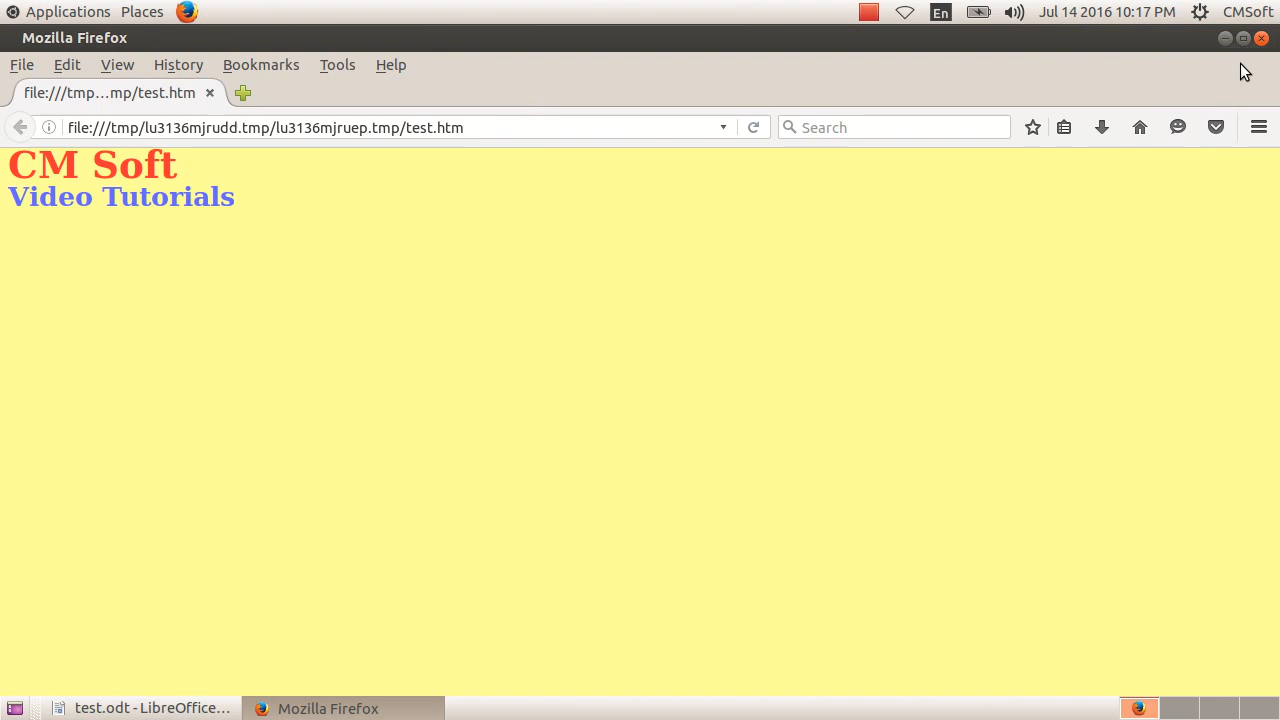 Applications Places En Jul 14 2016 10:17 PM CMSoft
Mozilla Firefox
File Edit View History Bookmarks Tools Help
file:///tmp...mp/test.htm
file:///tmp/lu3136mjrudd.tmp/lu3136mjruep.tmp/test.htm Search
CM Soft
Video Tutorials
test.odt - LibreOffice... Mozilla Firefox